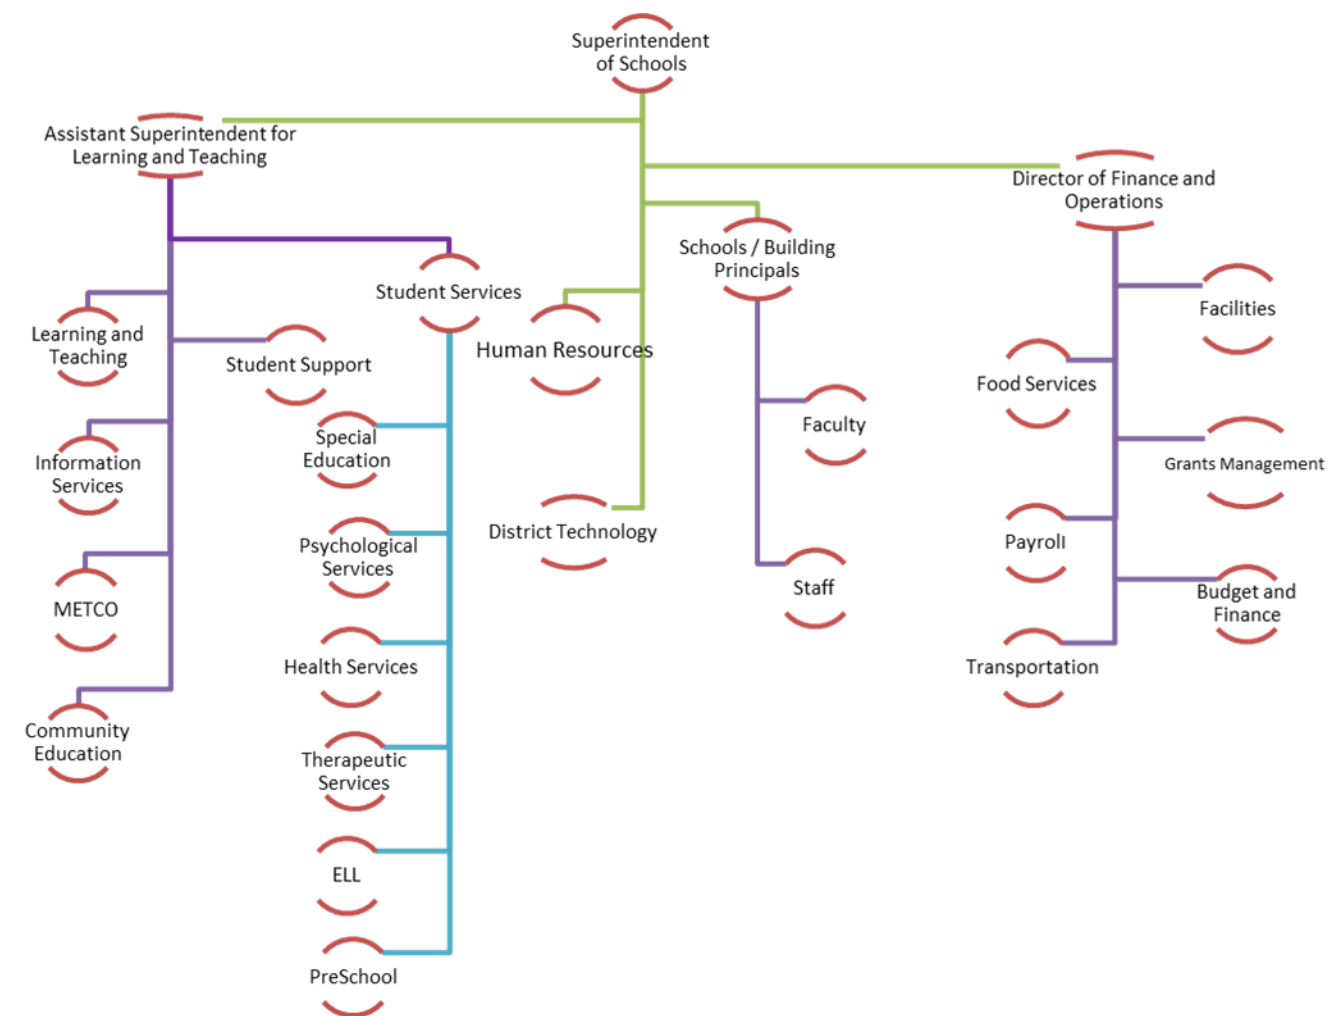 Superintendent
of Schools
Assistant Superintendent for
Learning and Teaching
Director of Finance and
Operations
Schools / Building
Principals
Student Services
Facilities
Learning and
Teaching
Student Support
Human Resources
Food Services
Faculty
Special
Education
Information
Services
Grants Management
District Technology
Payroll
Psychological
Services
Staff
Budget and
Finance
METCO
Health Services
Transportation
Community
Education
Therapeutic
Services
ELL
PreSchool